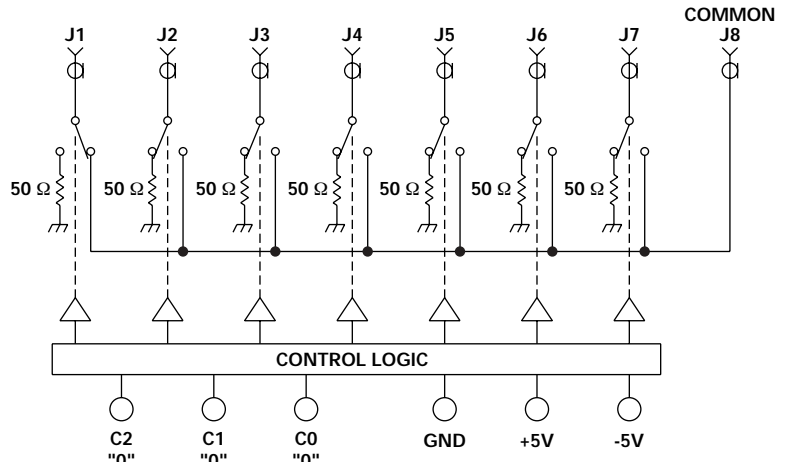 COMMON
J1 J2 J3 J4 J5 J6 J7 J8
50 Ω 50 Ω 50 Ω 50 Ω 50 Ω 50 Ω 50 Ω
CONTROL LOGIC
C2 C1 C0 GND +5V -5V
"0" "0" "0"